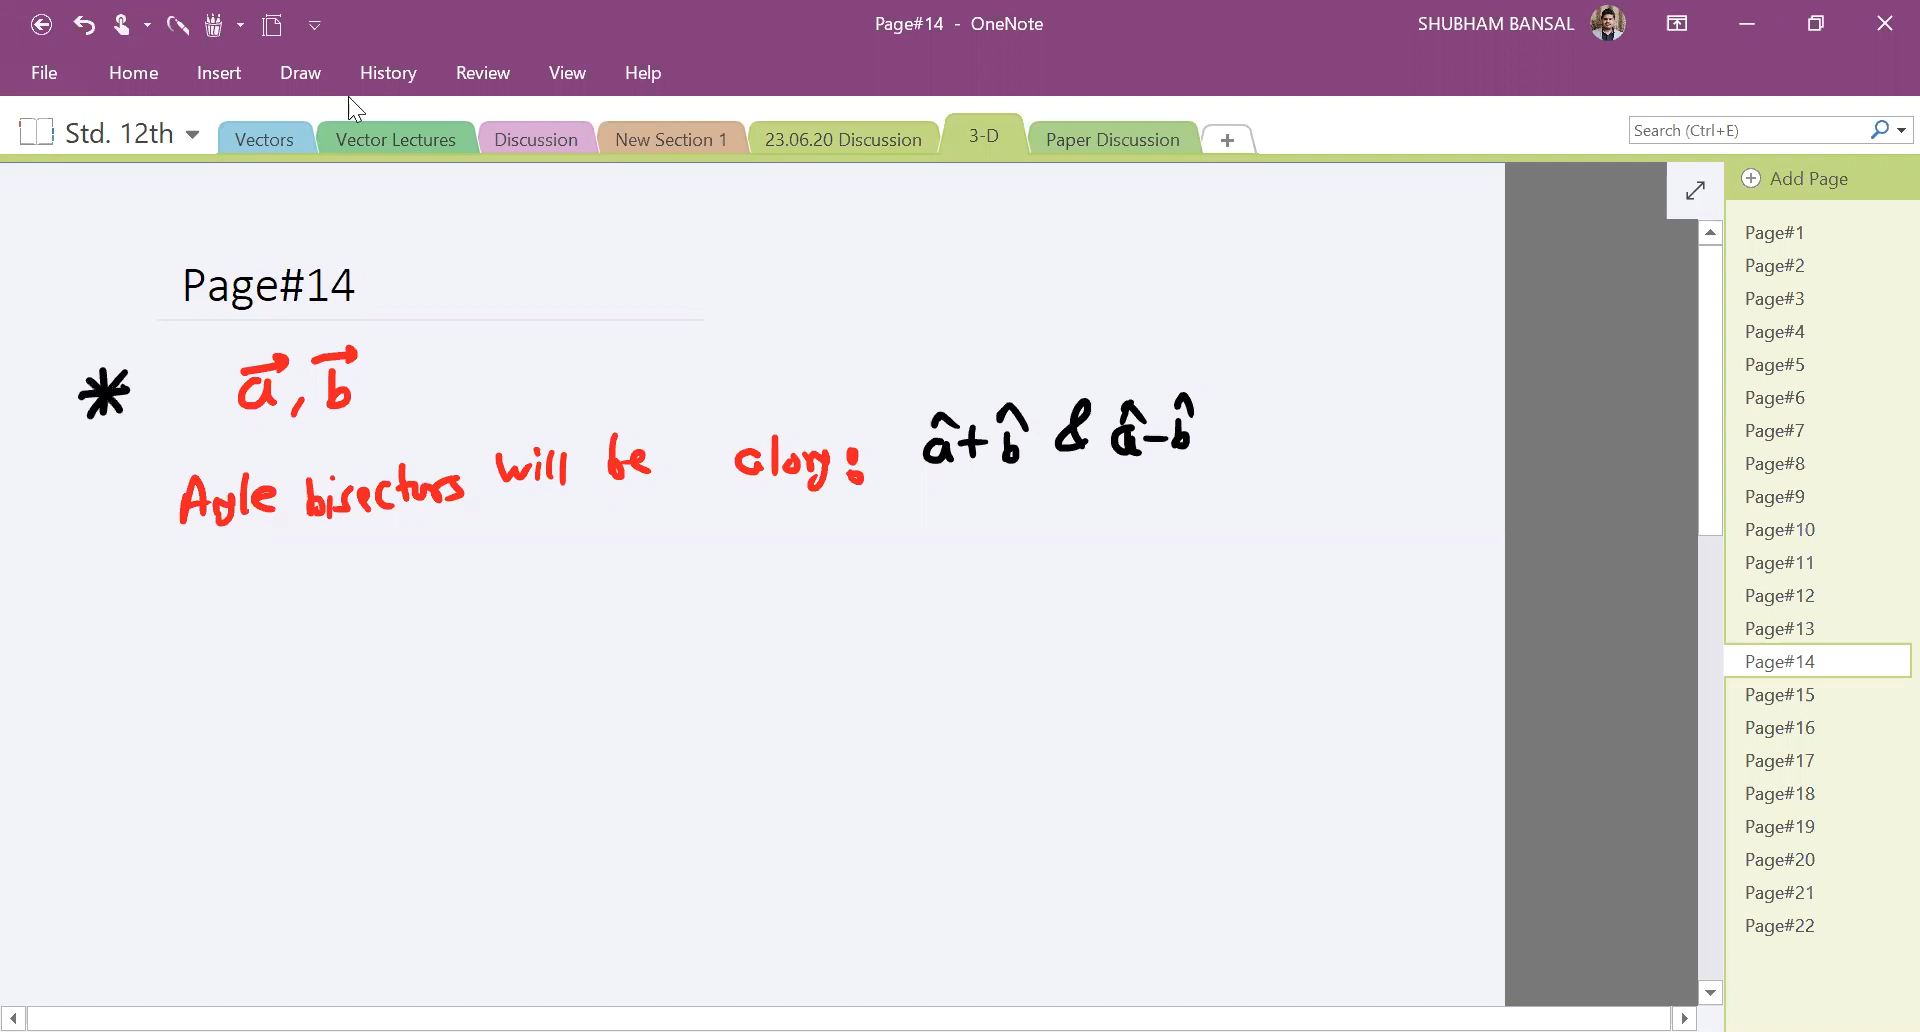 Page#14 - OneNote
SHUBHAM BANSAL
File Home Insert Draw History Review View Help
Std. 12th
Vectors Vector Lectures Discussion New Section 1 23.06.20 Discussion 3-D Paper Discussion +
Search (Ctrl+E)
Add Page
Page#14
* a⃗, b⃗
Angle bisectors will be along: â+b̂ & â-b̂
Page#1
Page#2
Page#3
Page#4
Page#5
Page#6
Page#7
Page#8
Page#9
Page#10
Page#11
Page#12
Page#13
Page#14
Page#15
Page#16
Page#17
Page#18
Page#19
Page#20
Page#21
Page#22